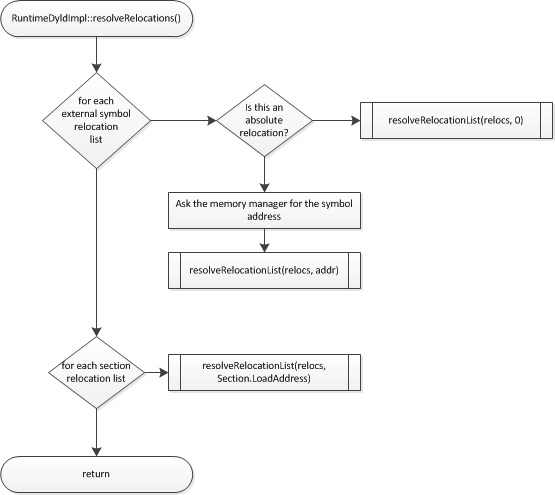 RuntimeDyldImpl::resolveRelocations()
for each
external symbol
relocation
list
Is this an
absolute
relocation?
resolveRelocationList(relocs, 0)
Ask the memory manager for the symbol
address
resolveRelocationList(relocs, addr)
for each section
relocation list
resolveRelocationList(relocs,
Section.LoadAddress)
return